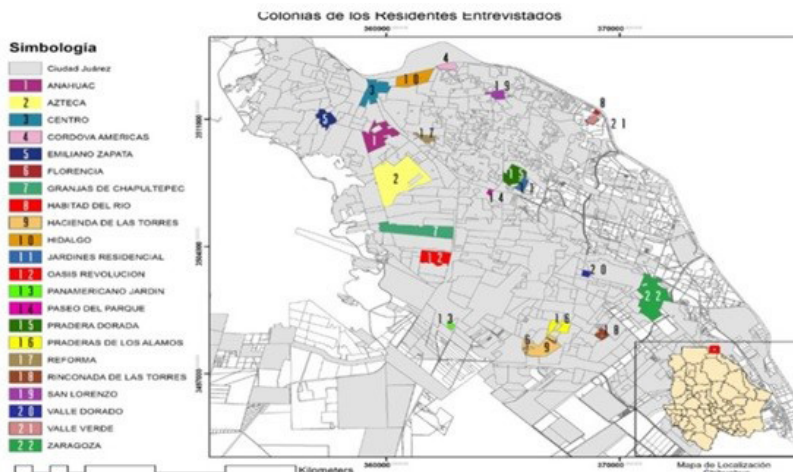 Colonias de los Residentes Entrevistados
360000 370000
Simbología
Ciudad Juárez
1 ANAHUAC
2 AZTECA
3 CENTRO
4 CORDOVA AMERICAS
5 EMILIANO ZAPATA
6 FLORENCIA
7 GRANJAS DE CHAPULTEPEC
8 HABITAD DEL RIO
9 HACIENDA DE LAS TORRES
10 HIDALGO
11 JARDINES RESIDENCIAL
12 OASIS REVOLUCION
13 PANAMERICANO JARDIN
14 PASEO DEL PARQUE
15 PRADERA DORADA
16 PRADERAS DE LOS ALAMOS
17 REFORMA
18 RINCONADA DE LAS TORRES
19 SAN LORENZO
20 VALLE DORADO
21 VALLE VERDE
22 ZARAGOZA
4
10
3
19
8
21
5
1
17
2
15
11
14
7
12
20
22
13
16
18
6
9
3497000
360000 370000
Kilometers
Mapa de Localización